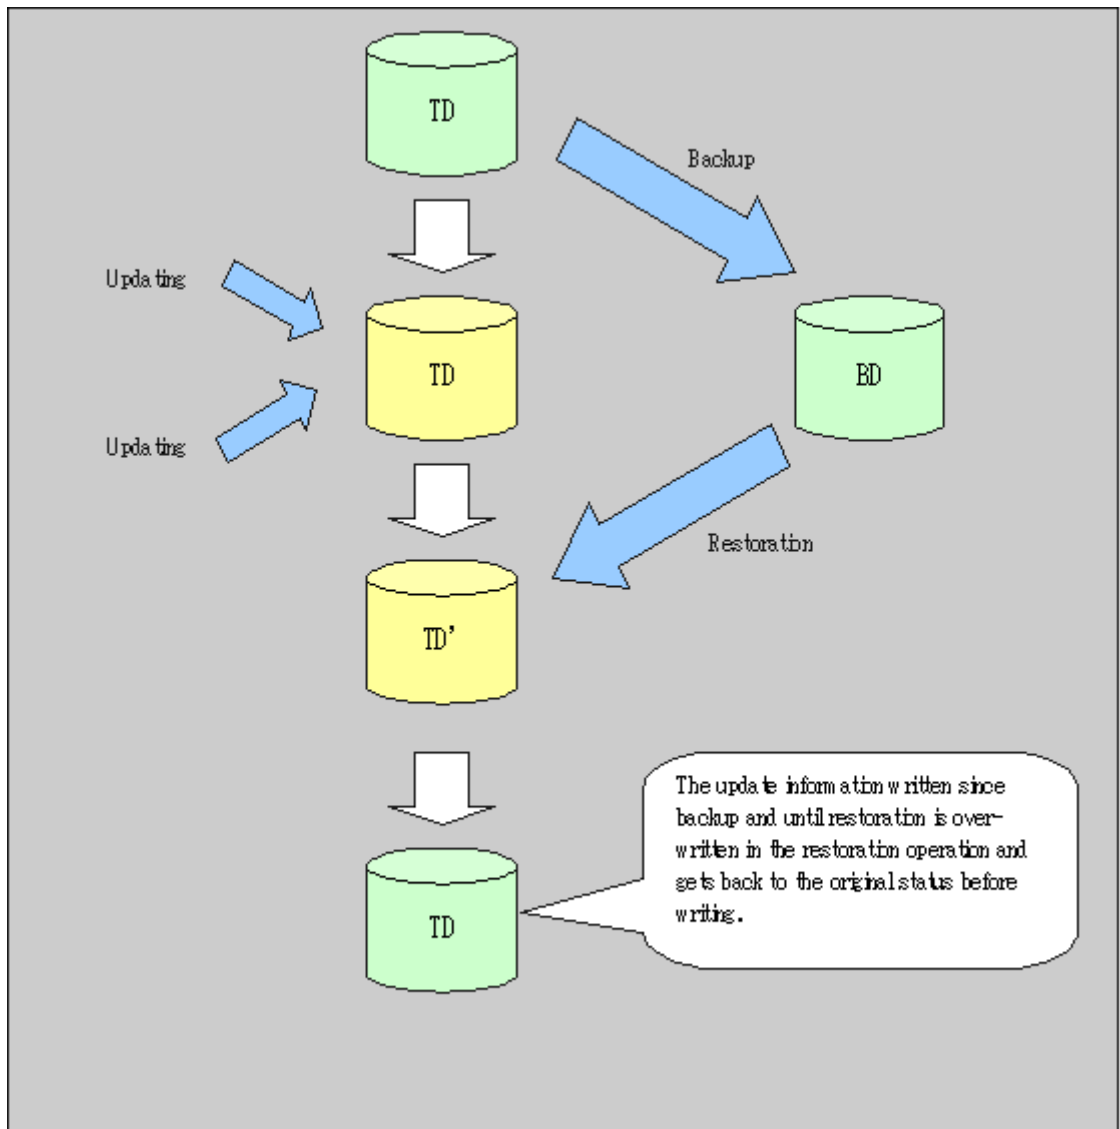 TD
Backup
Updating
TD
BD
Updating
Restoration
TD'
The update information written since
backup and until restoration is over-
written in the restoration operation and
gets back to the original status before
writing.
TD